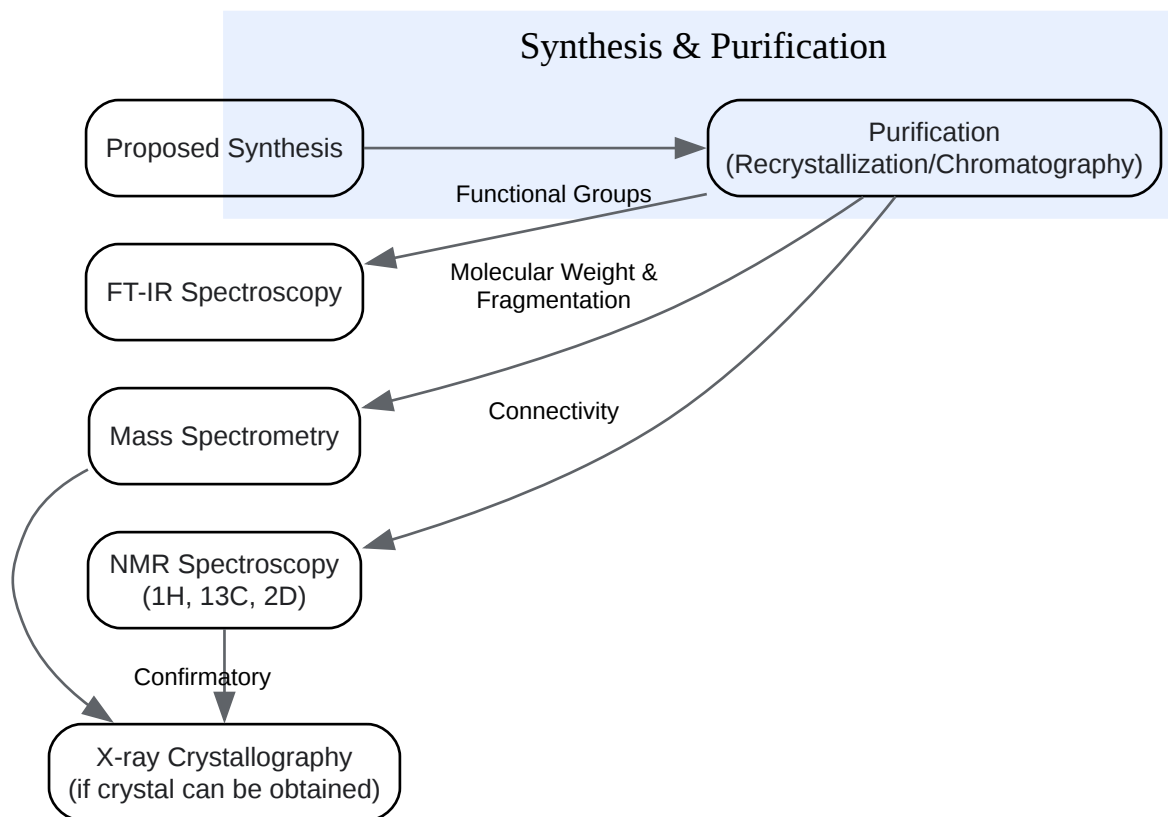 Synthesis & Purification
Proposed Synthesis
Purification
(Recrystallization/Chromatography)
Functional Groups
FT-IR Spectroscopy
Molecular Weight &
Fragmentation
Connectivity
Mass Spectrometry
NMR Spectroscopy
(1H, 13C, 2D)
Confirmatory
X-ray Crystallography
(if crystal can be obtained)